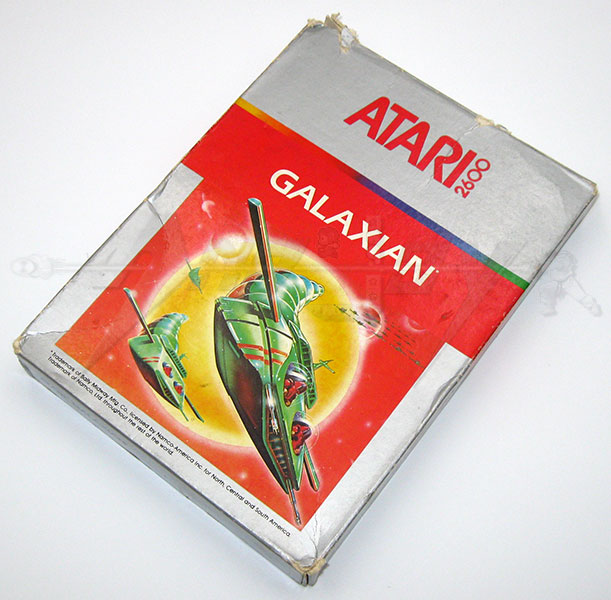 ATARI
2600
GALAXIAN*
*Trademark of Bally Midway Mfg. Co. licensed by Namco-America Inc. for North, Central and South America.
Trademark of Namco, Ltd. throughout the rest of the world.